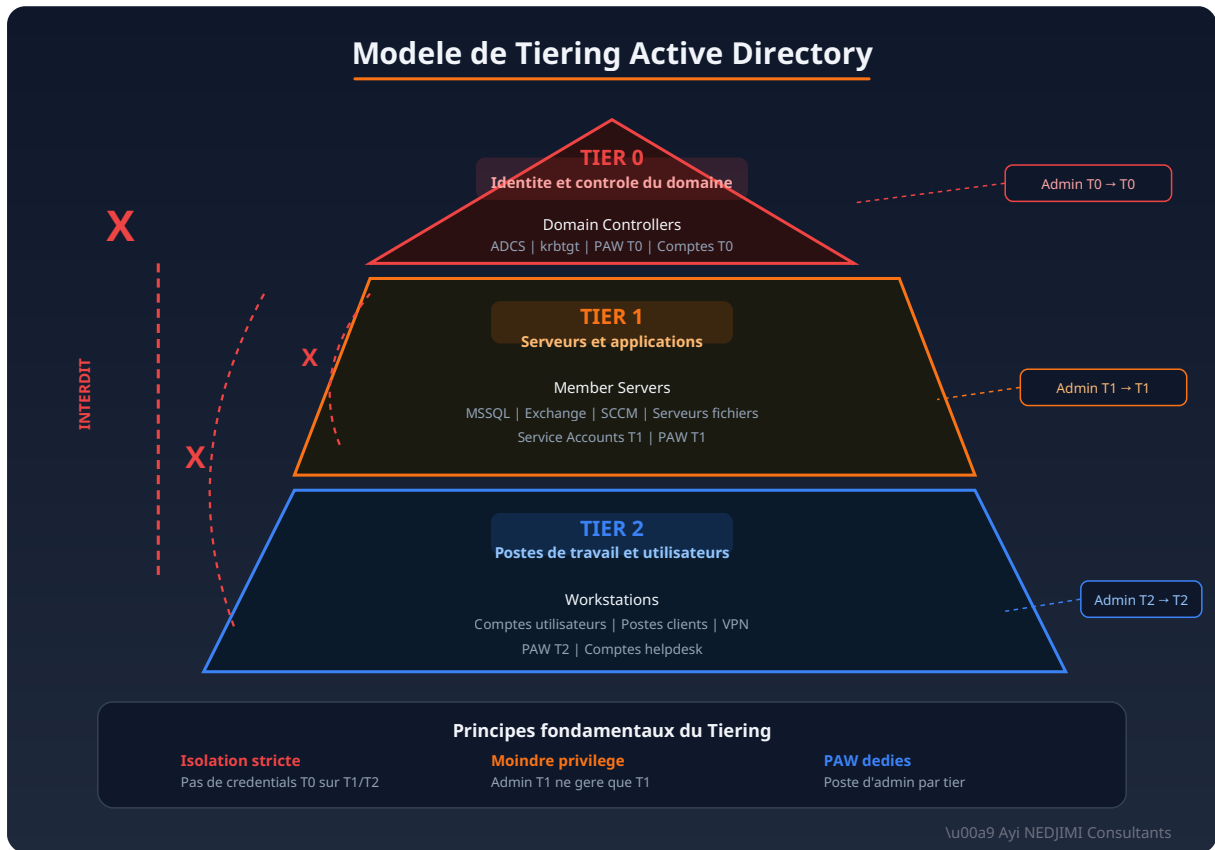 Modele de Tiering Active Directory
TIER 0
Identite et controle du domaine
Domain Controllers
ADCS | krbtgt | PAW T0 | Comptes T0
Admin T0 → T0
X
INTERDIT
X
X
TIER 1
Serveurs et applications
Member Servers
MSSQL | Exchange | SCCM | Serveurs fichiers
Service Accounts T1 | PAW T1
Admin T1 → T1
TIER 2
Postes de travail et utilisateurs
Workstations
Comptes utilisateurs | Postes clients | VPN
PAW T2 | Comptes helpdesk
Admin T2 → T2
Principes fondamentaux du Tiering
Isolation stricte
Pas de credentials T0 sur T1/T2
Moindre privilege
Admin T1 ne gere que T1
PAW dedies
Poste d'admin par tier
\u00a9 Ayi NEDJIMI Consultants